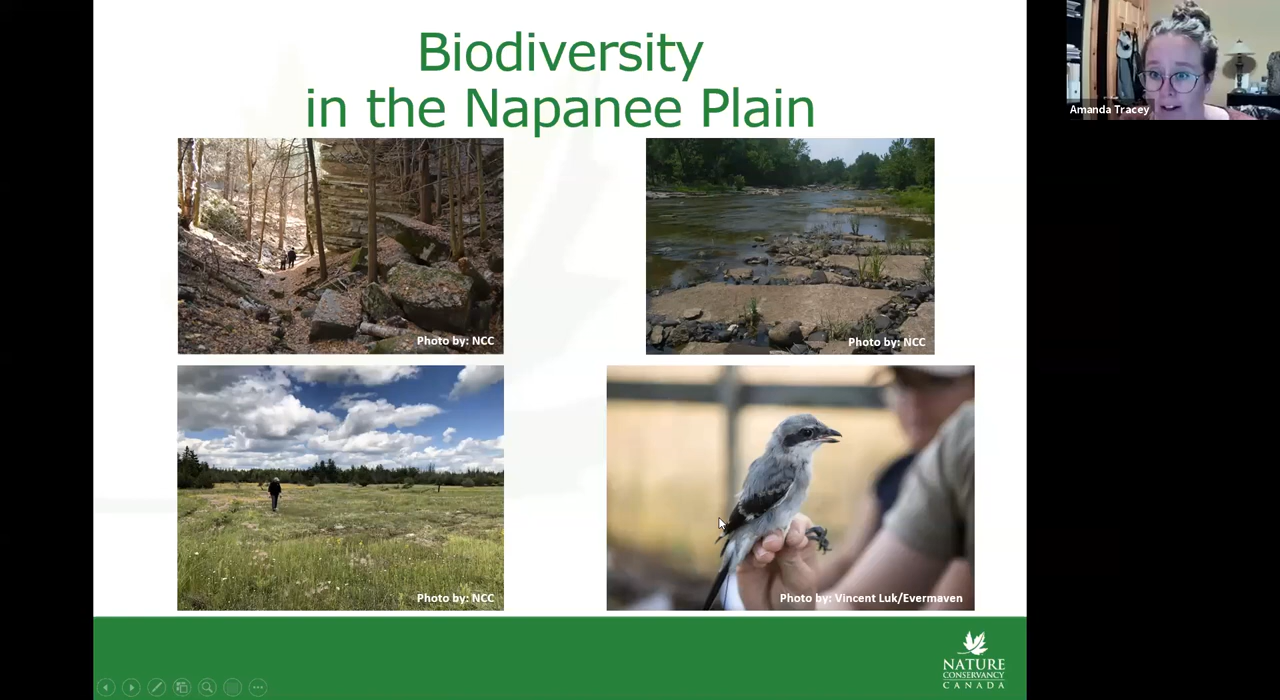 Biodiversity
in the Napanee Plain
Amanda Tracey
Photo by: NCC
Photo by: NCC
Photo by: NCC
Photo by: Vincent Luk/Evermaven
NATURE
CONSERVANCY
CANADA